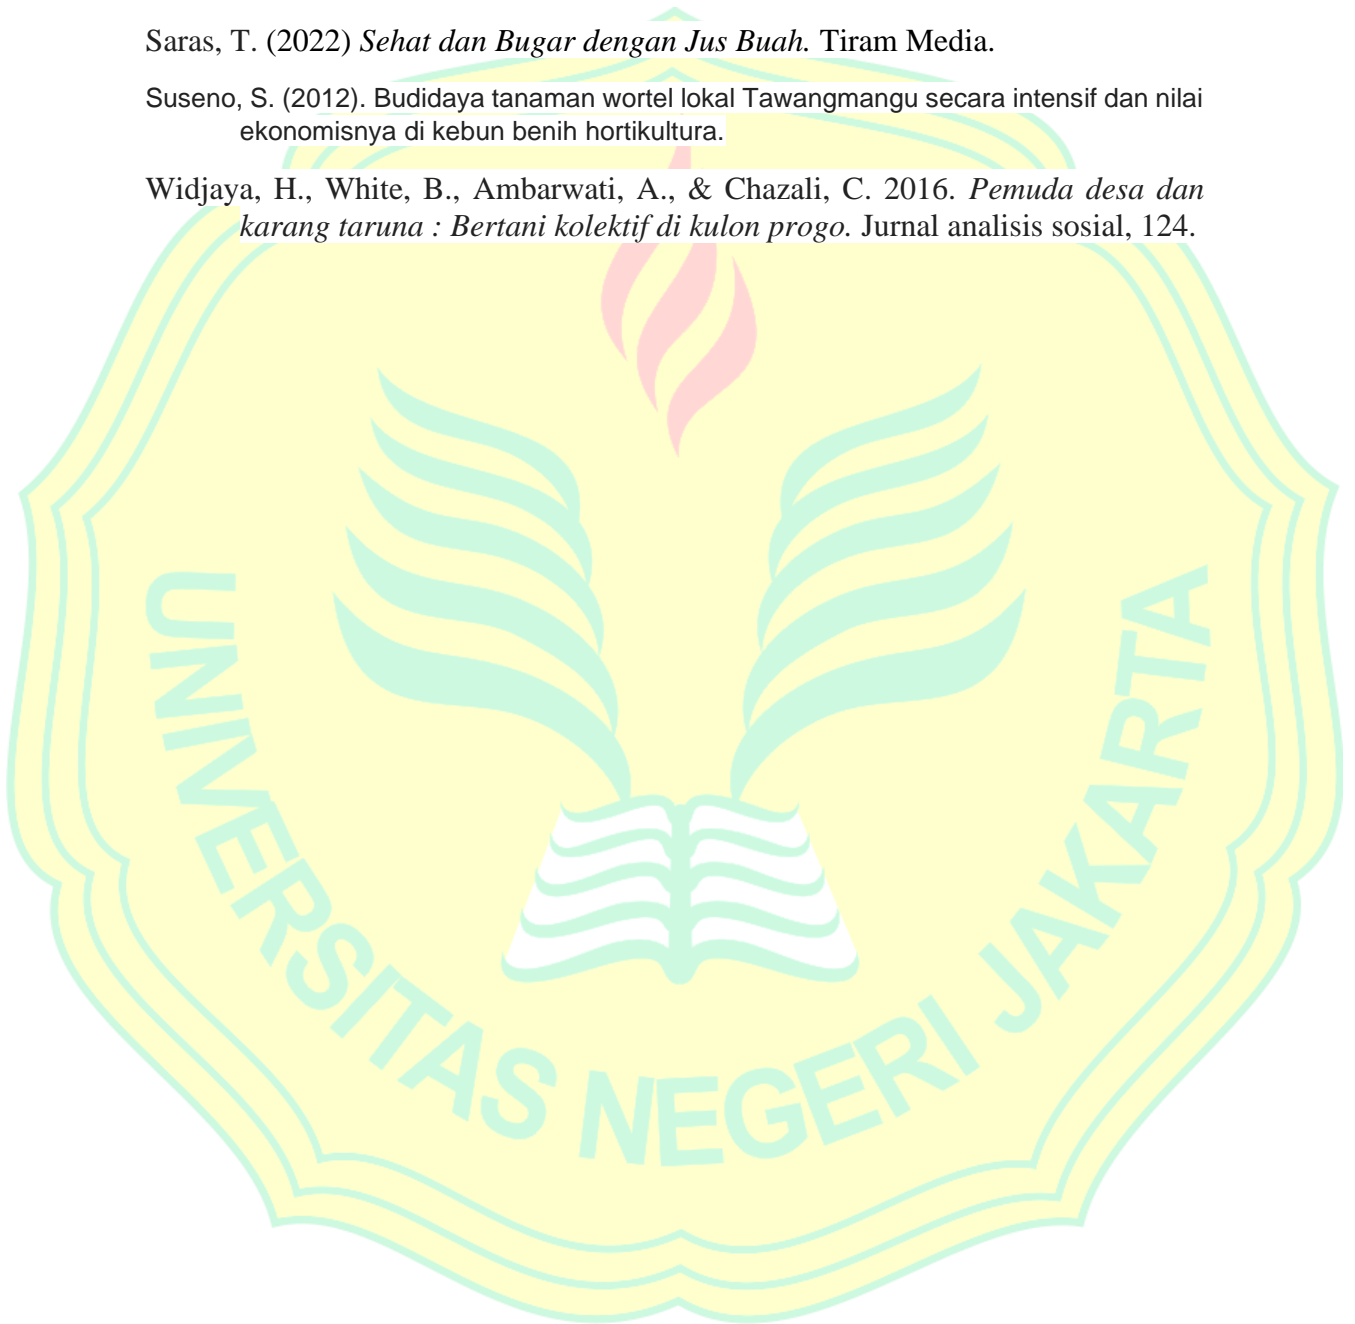 Saras, T. (2022) Sehat dan Bugar dengan Jus Buah. Tiram Media.
Suseno, S. (2012). Budidaya tanaman wortel lokal Tawangmangu secara intensif dan nilai
ekonomisnya di kebun benih hortikultura.
Widjaya, H., White, B., Ambarwati, A., & Chazali, C. 2016. Pemuda desa dan
karang taruna : Bertani kolektif di kulon progo. Jurnal analisis sosial, 124.
UNIVERSITAS NEGERI JAKARTA